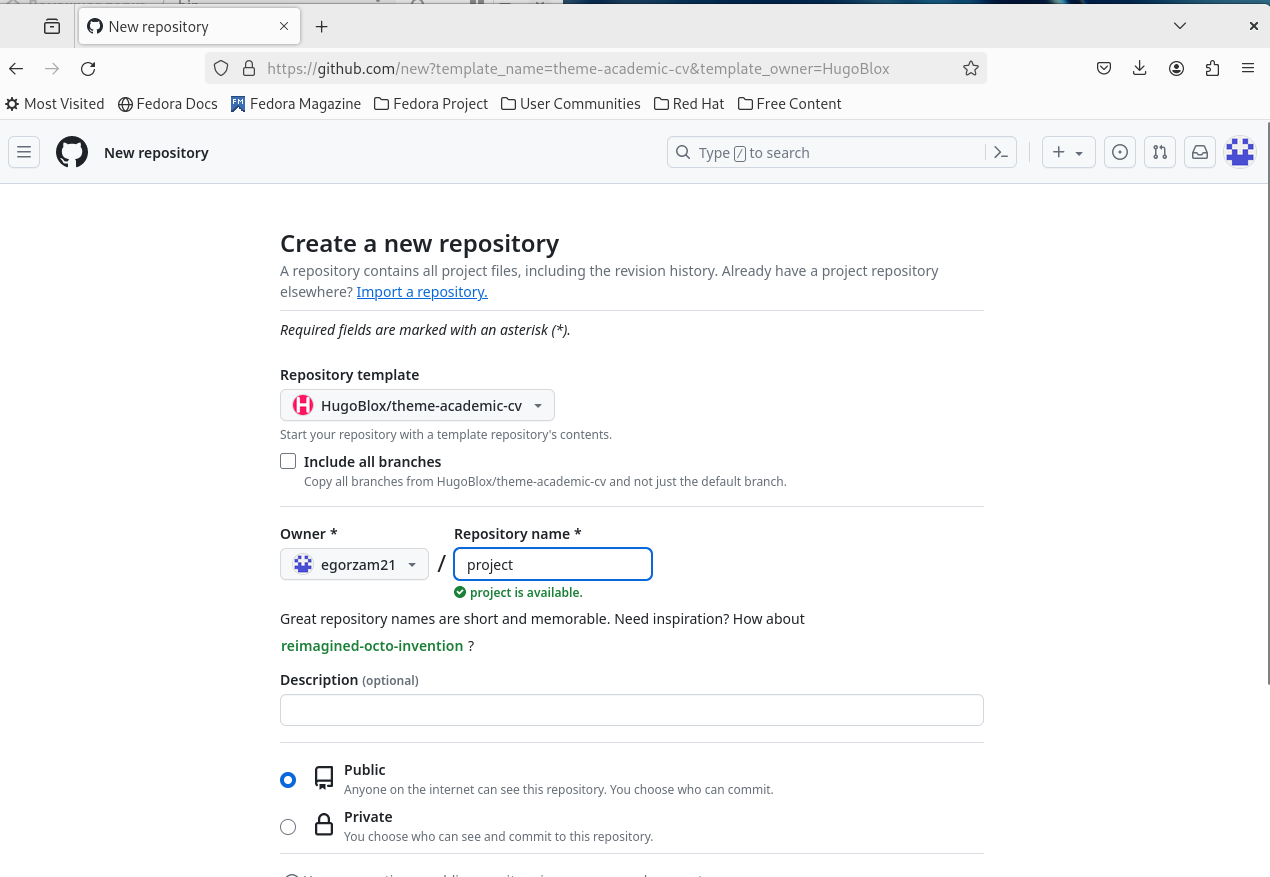 New repository
https://github.com/new?template_name=theme-academic-cv&template_owner=HugoBlox
Most Visited Fedora Docs Fedora Magazine Fedora Project User Communities Red Hat Free Content
New repository Type / to search
Create a new repository
A repository contains all project files, including the revision history. Already have a project repository
elsewhere? Import a repository.
Required fields are marked with an asterisk (*).
Repository template
HugoBlox/theme-academic-cv
Start your repository with a template repository's contents.
Include all branches
Copy all branches from HugoBlox/theme-academic-cv and not just the default branch.
Owner * Repository name *
egorzam21 / project
project is available.
Great repository names are short and memorable. Need inspiration? How about
reimagined-octo-invention ?
Description (optional)
Public
Anyone on the internet can see this repository. You choose who can commit.
Private
You choose who can see and commit to this repository.